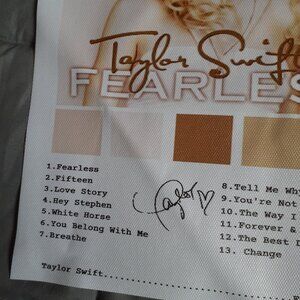 Taylor Swift
FEARLES
1.Fearless
2.Fifteen
3.Love Story
4.Hey Stephen
5.White Horse
6.You Belong With Me
7.Breathe
Taylor
8.Tell Me Wh
9.You're Not
10.The Way I
11.Forever &
12.The Best
13. Change
Taylor Swift................